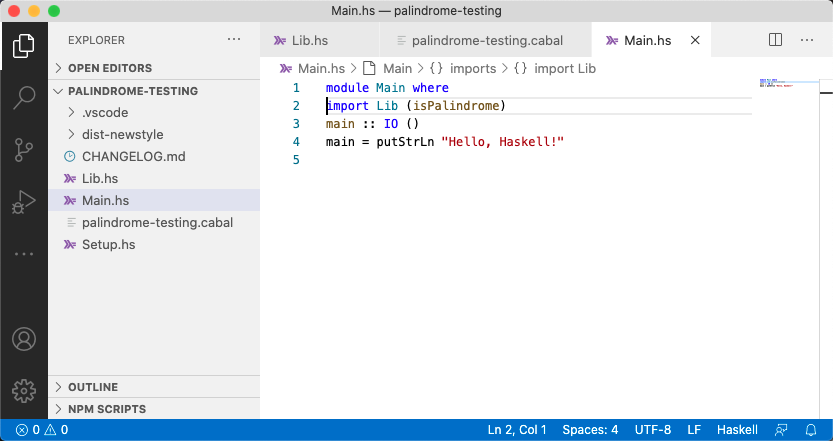 Main.hs — palindrome-testing
EXPLORER
OPEN EDITORS
PALINDROME-TESTING
.vscode
dist-newstyle
CHANGELOG.md
Lib.hs
Main.hs
palindrome-testing.cabal
Setup.hs
OUTLINE
NPM SCRIPTS
Lib.hs palindrome-testing.cabal Main.hs
Main.hs > Main > {} imports > {} import Lib
1 module Main where
2 import Lib (isPalindrome)
3 main :: IO ()
4 main = putStrLn "Hello, Haskell!"
5
0 0 Ln 2, Col 1 Spaces: 4 UTF-8 LF Haskell